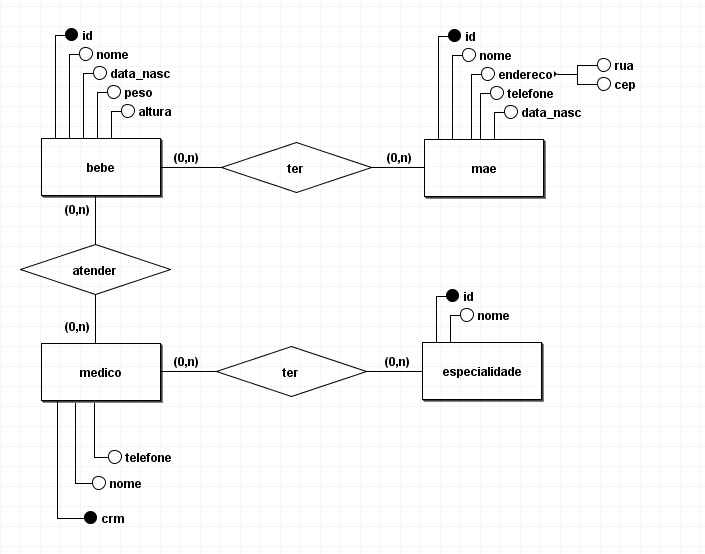 id
nome
data_nasc
peso
altura
id
nome
endereco
rua
cep
telefone
data_nasc
bebe
(0,n)
ter
(0,n)
mae
(0,n)
atender
(0,n)
id
nome
medico
(0,n)
ter
(0,n)
especialidade
telefone
nome
crm